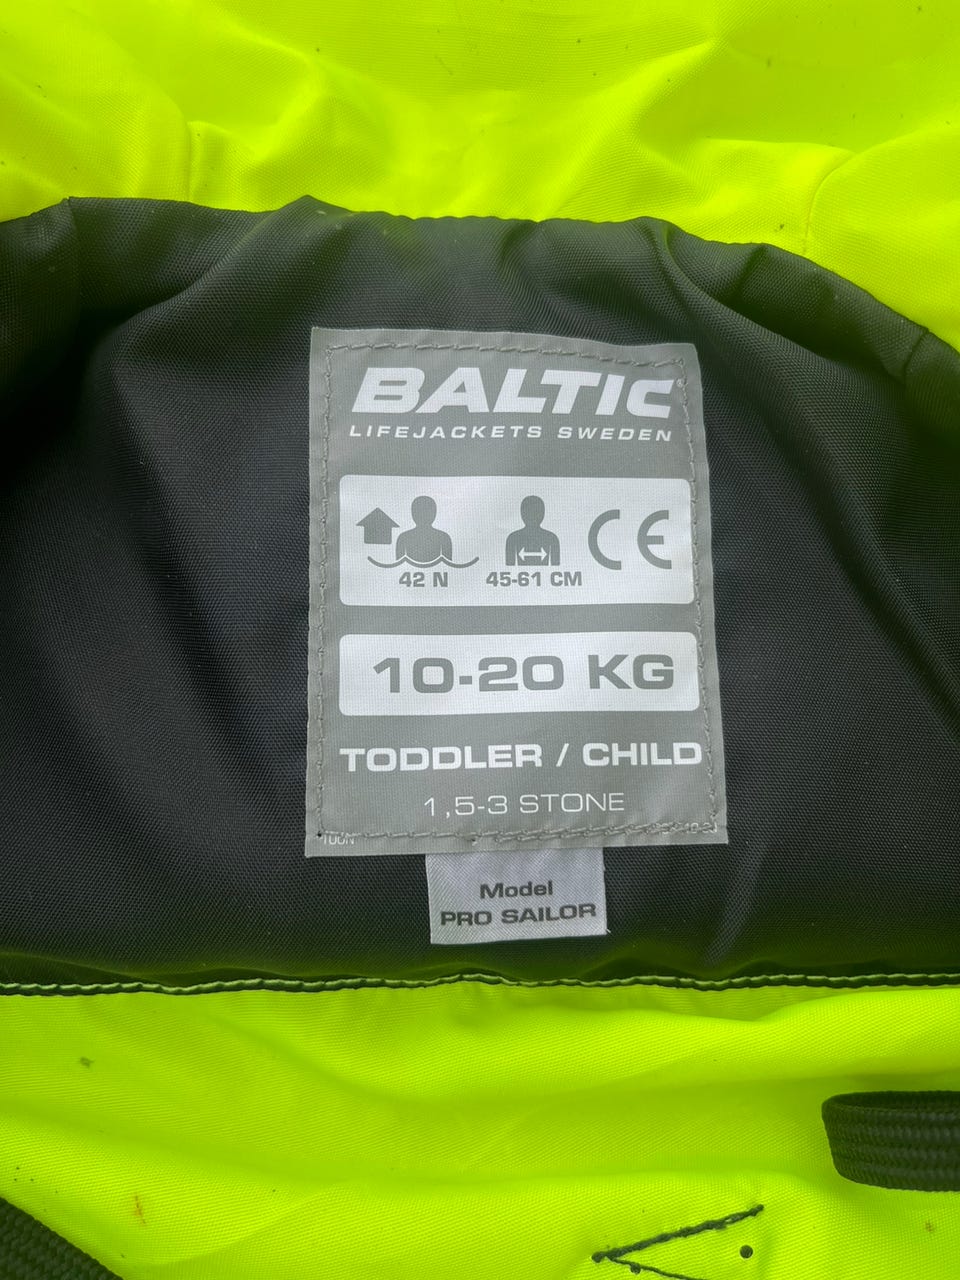 BALTIC
LIFEJACKETS SWEDEN
42 N 45-61 CM CE
10-20 KG
TODDLER / CHILD
1,5-3 STONE
100N
Model
PRO SAILOR